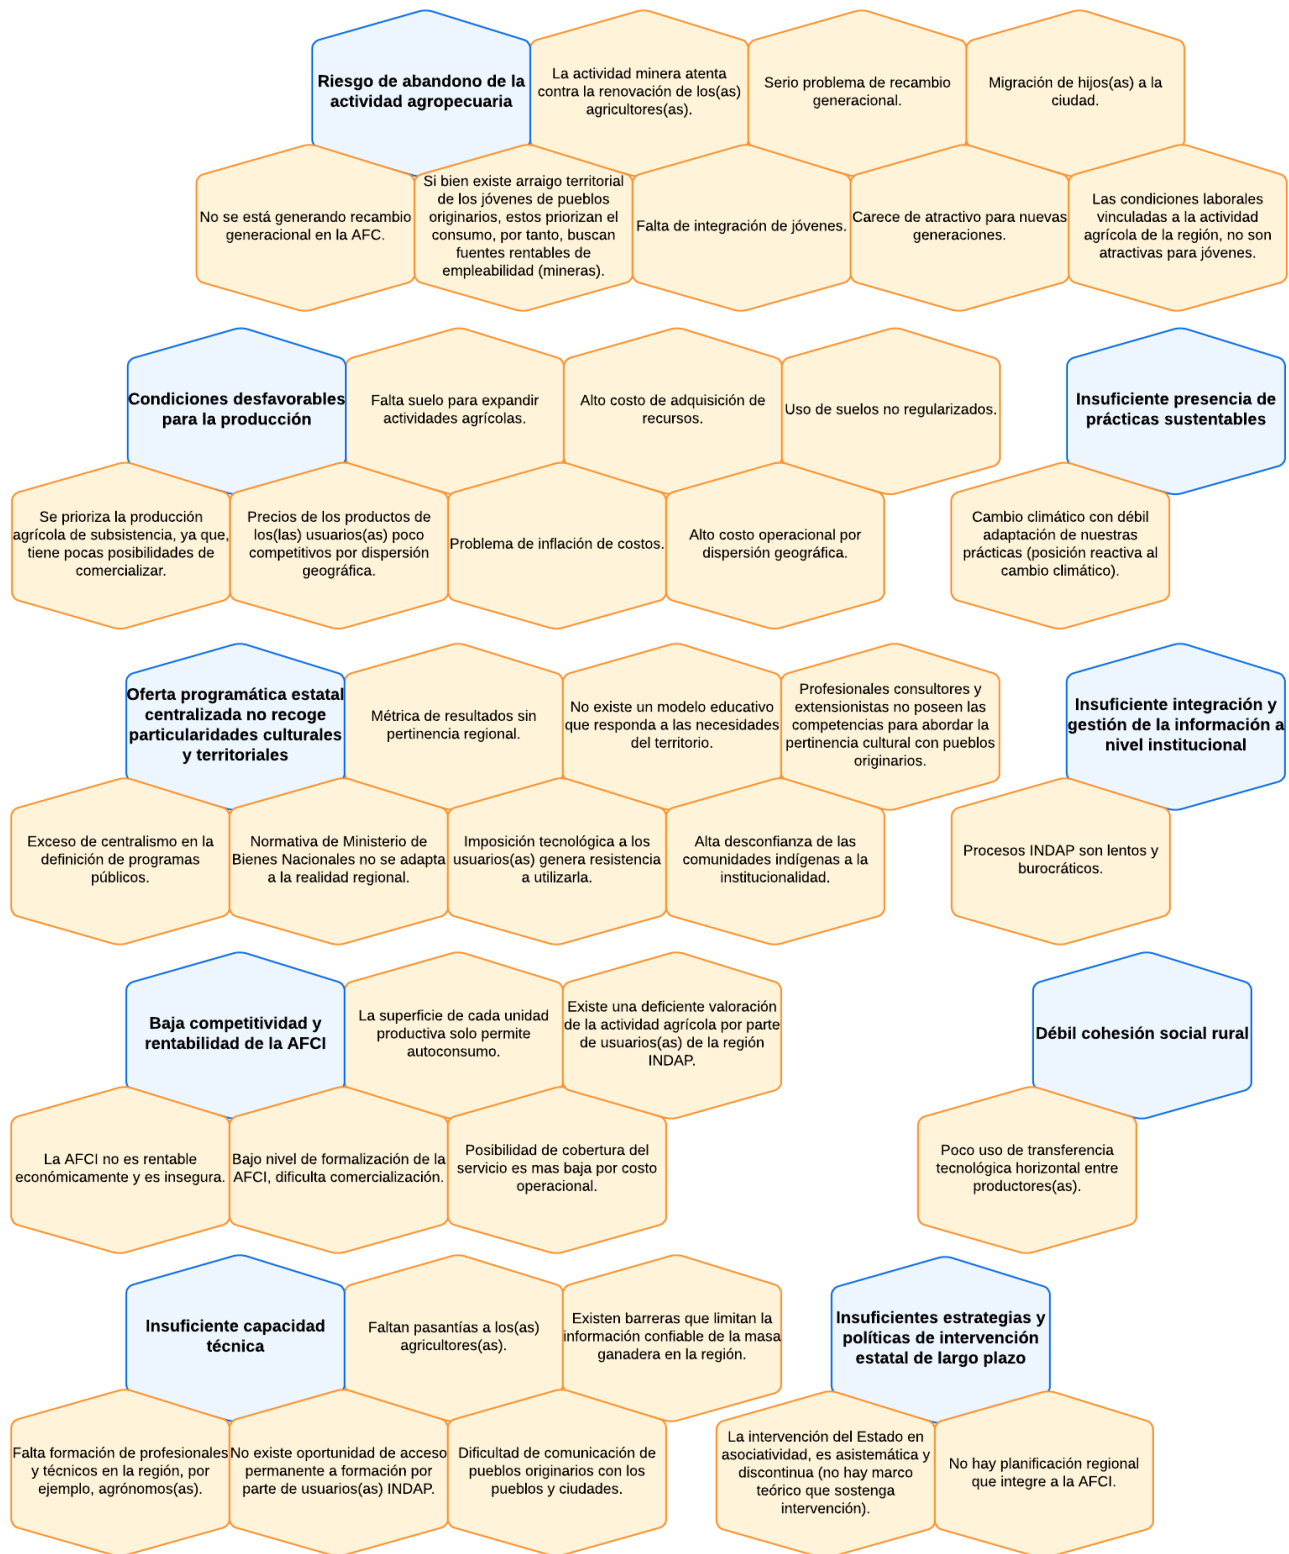 Riesgo de abandono de la
actividad agropecuaria
La actividad minera atenta
contra la renovación de los(as)
agricultores(as).
Serio problema de recambio
generacional.
Migración de hijos(as) a la
ciudad.
No se está generando recambio
generacional en la AFC.
Si bien existe arraigo territorial
de los jóvenes de pueblos
originarios, estos priorizan el
consumo, por tanto, buscan
fuentes rentables de
empleabilidad (mineras).
Falta de integración de jóvenes.
Carece de atractivo para nuevas
generaciones.
Las condiciones laborales
vinculadas a la actividad
agrícola de la región, no son
atractivas para jóvenes.
Condiciones desfavorables
para la producción
Falta suelo para expandir
actividades agrícolas.
Alto costo de adquisición de
recursos.
Uso de suelos no regularizados.
Se prioriza la producción
agrícola de subsistencia, ya que,
tiene pocas posibilidades de
comercializar.
Precios de los productos de
los(las) usuarios(as) poco
competitivos por dispersión
geográfica.
Problema de inflación de costos.
Alto costo operacional por
dispersión geográfica.
Insuficiente presencia de
prácticas sustentables
Cambio climático con débil
adaptación de nuestras
prácticas (posición reactiva al
cambio climático).
Oferta programática estatal
centralizada no recoge
particularidades culturales
y territoriales
Métrica de resultados sin
pertinencia regional.
No existe un modelo educativo
que responda a las necesidades
del territorio.
Profesionales consultores y
extensionistas no poseen las
competencias para abordar la
pertinencia cultural con pueblos
originarios.
Exceso de centralismo en la
definición de programas
públicos.
Normativa de Ministerio de
Bienes Nacionales no se adapta
a la realidad regional.
Imposición tecnológica a los
usuarios(as) genera resistencia
a utilizarla.
Alta desconfianza de las
comunidades indígenas a la
institucionalidad.
Insuficiente integración y
gestión de la información a
nivel institucional
Procesos INDAP son lentos y
burocráticos.
Baja competitividad y
rentabilidad de la AFCI
La superficie de cada unidad
productiva solo permite
autoconsumo.
Existe una deficiente valoración
de la actividad agrícola por parte
de usuarios(as) de la región
INDAP.
La AFCI no es rentable
económicamente y es insegura.
Bajo nivel de formalización de la
AFCI, dificulta comercialización.
Posibilidad de cobertura del
servicio es mas baja por costo
operacional.
Débil cohesión social rural
Poco uso de transferencia
tecnológica horizontal entre
productores(as).
Insuficiente capacidad
técnica
Faltan pasantías a los(as)
agricultores(as).
Existen barreras que limitan la
información confiable de la masa
ganadera en la región.
Falta formación de profesionales
y técnicos en la región, por
ejemplo, agrónomos(as).
No existe oportunidad de acceso
permanente a formación por
parte de usuarios(as) INDAP.
Dificultad de comunicación de
pueblos originarios con los
pueblos y ciudades.
Insuficientes estrategias y
políticas de intervención
estatal de largo plazo
La intervención del Estado en
asociatividad, es asistemática y
discontinua (no hay marco
teórico que sostenga
intervención).
No hay planificación regional
que integre a la AFCI.